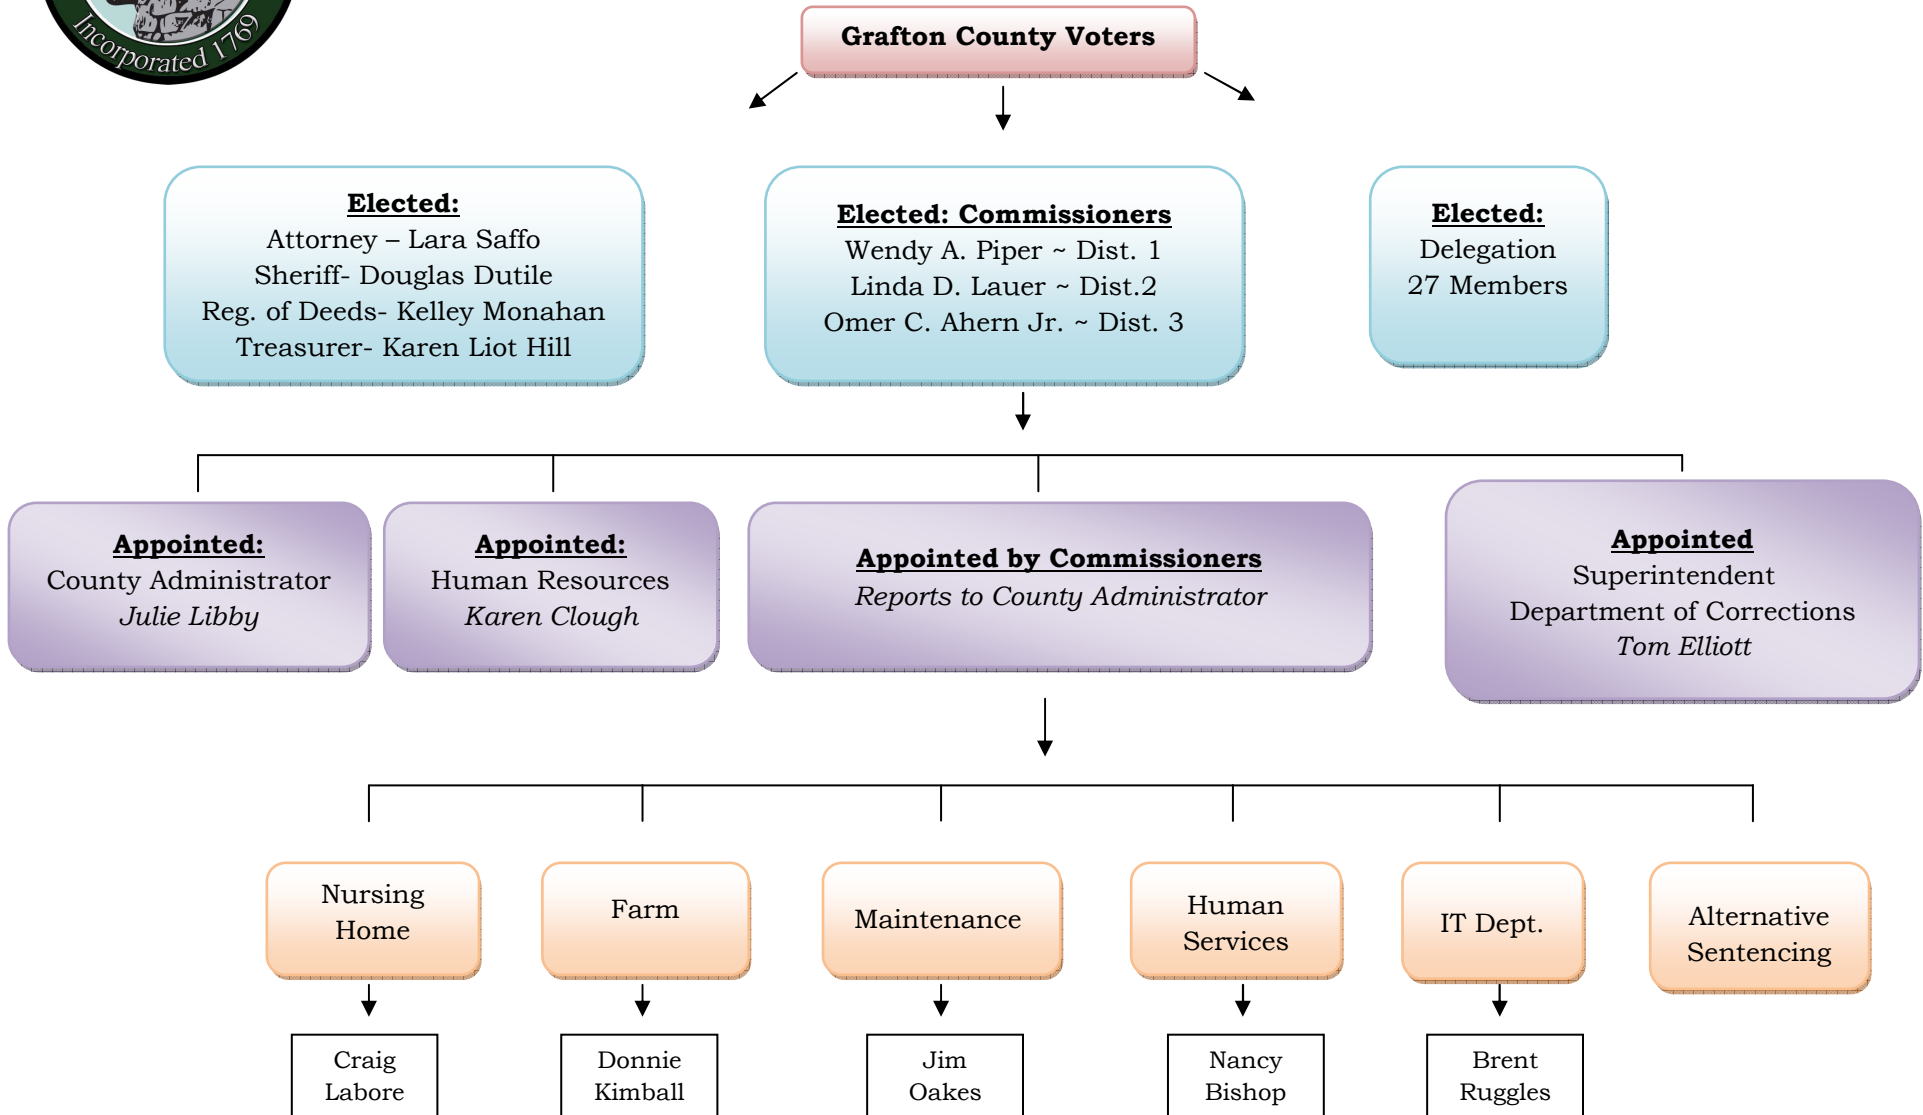 Incorporated 1769
Grafton County Voters
Elected:
Attorney – Lara Saffo
Sheriff- Douglas Dutile
Reg. of Deeds- Kelley Monahan
Treasurer- Karen Liot Hill
Elected: Commissioners
Wendy A. Piper ~ Dist. 1
Linda D. Lauer ~ Dist.2
Omer C. Ahern Jr. ~ Dist. 3
Elected:
Delegation
27 Members
Appointed:
County Administrator
Julie Libby
Appointed:
Human Resources
Karen Clough
Appointed by Commissioners
Reports to County Administrator
Appointed
Superintendent
Department of Corrections
Tom Elliott
Nursing
Home
Farm
Maintenance
Human
Services
IT Dept.
Alternative
Sentencing
Craig
Labore
Donnie
Kimball
Jim
Oakes
Nancy
Bishop
Brent
Ruggles